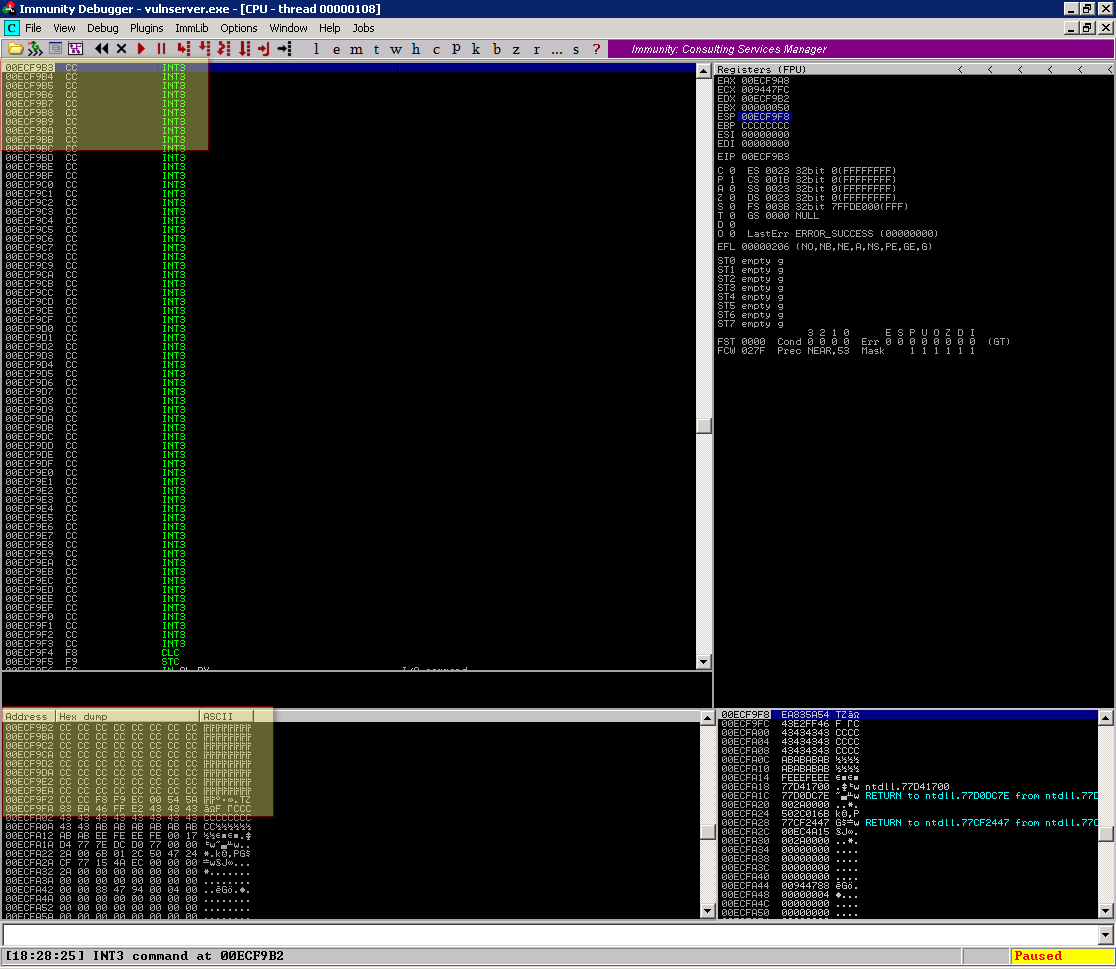 Immunity Debugger - vulnserver.exe - [CPU - thread 00000108]
C File View Debug Plugins ImmLib Options Window Help Jobs
l e m t w h c p k b z r ... s ? Immunity: Consulting Services Manager
00ECF9B3 CC INT3
00ECF9B4 CC INT3
00ECF9B5 CC INT3
00ECF9B6 CC INT3
00ECF9B7 CC INT3
00ECF9B8 CC INT3
00ECF9B9 CC INT3
00ECF9BA CC INT3
00ECF9BB CC INT3
00ECF9BC CC INT3
00ECF9BD CC INT3
00ECF9BE CC INT3
00ECF9BF CC INT3
00ECF9C0 CC INT3
00ECF9C1 CC INT3
00ECF9C2 CC INT3
00ECF9C3 CC INT3
00ECF9C4 CC INT3
00ECF9C5 CC INT3
00ECF9C6 CC INT3
00ECF9C7 CC INT3
00ECF9C8 CC INT3
00ECF9C9 CC INT3
00ECF9CA CC INT3
00ECF9CB CC INT3
00ECF9CC CC INT3
00ECF9CD CC INT3
00ECF9CE CC INT3
00ECF9CF CC INT3
00ECF9D0 CC INT3
00ECF9D1 CC INT3
00ECF9D2 CC INT3
00ECF9D3 CC INT3
00ECF9D4 CC INT3
00ECF9D5 CC INT3
00ECF9D6 CC INT3
00ECF9D7 CC INT3
00ECF9D8 CC INT3
00ECF9D9 CC INT3
00ECF9DA CC INT3
00ECF9DB CC INT3
00ECF9DC CC INT3
00ECF9DD CC INT3
00ECF9DE CC INT3
00ECF9DF CC INT3
00ECF9E0 CC INT3
00ECF9E1 CC INT3
00ECF9E2 CC INT3
00ECF9E3 CC INT3
00ECF9E4 CC INT3
00ECF9E5 CC INT3
00ECF9E6 CC INT3
00ECF9E7 CC INT3
00ECF9E8 CC INT3
00ECF9E9 CC INT3
00ECF9EA CC INT3
00ECF9EB CC INT3
00ECF9EC CC INT3
00ECF9ED CC INT3
00ECF9EE CC INT3
00ECF9EF CC INT3
00ECF9F0 CC INT3
00ECF9F1 CC INT3
00ECF9F2 CC INT3
00ECF9F3 CC INT3
00ECF9F4 F8 CLC
00ECF9F5 F9 STC
Registers (FPU) < < < < < <
EAX 00ECF9A8
ECX 009447FC
EDX 00ECF9B2
EBX 00000050
ESP 00ECF9F8
EBP CCCCCCCC
ESI 00000000
EDI 00000000
EIP 00ECF9B3
C 0 ES 0023 32bit 0(FFFFFFFF)
P 1 CS 001B 32bit 0(FFFFFFFF)
A 0 SS 0023 32bit 0(FFFFFFFF)
Z 0 DS 0023 32bit 0(FFFFFFFF)
S 0 FS 003B 32bit 7FFDE000(FFF)
T 0 GS 0000 NULL
D 0
O 0 LastErr ERROR_SUCCESS (00000000)
EFL 00000206 (NO,NB,NE,A,NS,PE,GE,G)
ST0 empty g
ST1 empty g
ST2 empty g
ST3 empty g
ST4 empty g
ST5 empty g
ST6 empty g
ST7 empty g
3 2 1 0 E S P U O Z D I
FST 0000 Cond 0 0 0 0 Err 0 0 0 0 0 0 0 0 (GT)
FCW 027F Prec NEAR,53 Mask 1 1 1 1 1 1
Address Hex dump ASCII
00ECF9B2 CC CC CC CC CC CC CC CC
00ECF9BA CC CC CC CC CC CC CC CC
00ECF9C2 CC CC CC CC CC CC CC CC
00ECF9CA CC CC CC CC CC CC CC CC
00ECF9D2 CC CC CC CC CC CC CC CC
00ECF9DA CC CC CC CC CC CC CC CC
00ECF9E2 CC CC CC CC CC CC CC CC
00ECF9EA CC CC CC CC CC CC CC CC
00ECF9F2 CC CC F8 F9 EC 00 54 5A
00ECF9FA 83 EA 46 FF E2 43 43 43
00ECFA02 43 43 43 43 43 43 43 43 CCCCCCCC
00ECFA0A 43 43 AB AB AB AB AB AB CC½½½½½½
00ECFA12 AB AB EE FE EE FE 00 17
00ECFA1A D4 77 7E DC D0 77 00 00
00ECFA22 2A 00 6B 01 2C 50 47 24
00ECFA2A CF 77 15 4A EC 00 00 00
00ECFA32 2A 00 00 00 00 00 00 00 *.......
00ECFA3A 00 00 00 00 00 00 00 00 ........
00ECFA42 00 00 88 47 94 00 04 00 ..êGö.♦.
00ECFA4A 00 00 00 00 00 00 00 00 ........
00ECFA52 00 00 00 00 00 00 00 00 ........
00ECFA5A 00 00 00 00 00 00 00 00 ........
00ECF9F8 EA835A54 TZâΩ
00ECF9FC 43E2FF46 F ΓC
00ECFA00 43434343 CCCC
00ECFA04 43434343 CCCC
00ECFA08 43434343 CCCC
00ECFA0C ABABABAB ½½½½
00ECFA10 ABABABAB ½½½½
00ECFA14 FEEEFEEE ε■ε■
00ECFA18 77D41700 ntdll.77D41700
00ECFA1C 77D0DC7E RETURN to ntdll.77D0DC7E from ntdll.77D
00ECFA20 002A0000 ..*.
00ECFA24 502C016B
00ECFA28 77CF2447 RETURN to ntdll.77CF2447 from ntdll.77C
00ECFA2C 00EC4A15
00ECFA30 002A0000 ..*.
00ECFA34 00000000 ....
00ECFA38 00000000 ....
00ECFA3C 00000000 ....
00ECFA40 00000000 ....
00ECFA44 00944788 êGö.
00ECFA48 00000004 ♦...
00ECFA4C 00000000 ....
00ECFA50 00000000 ....
[18:28:25] INT3 command at 00ECF9B2
Paused